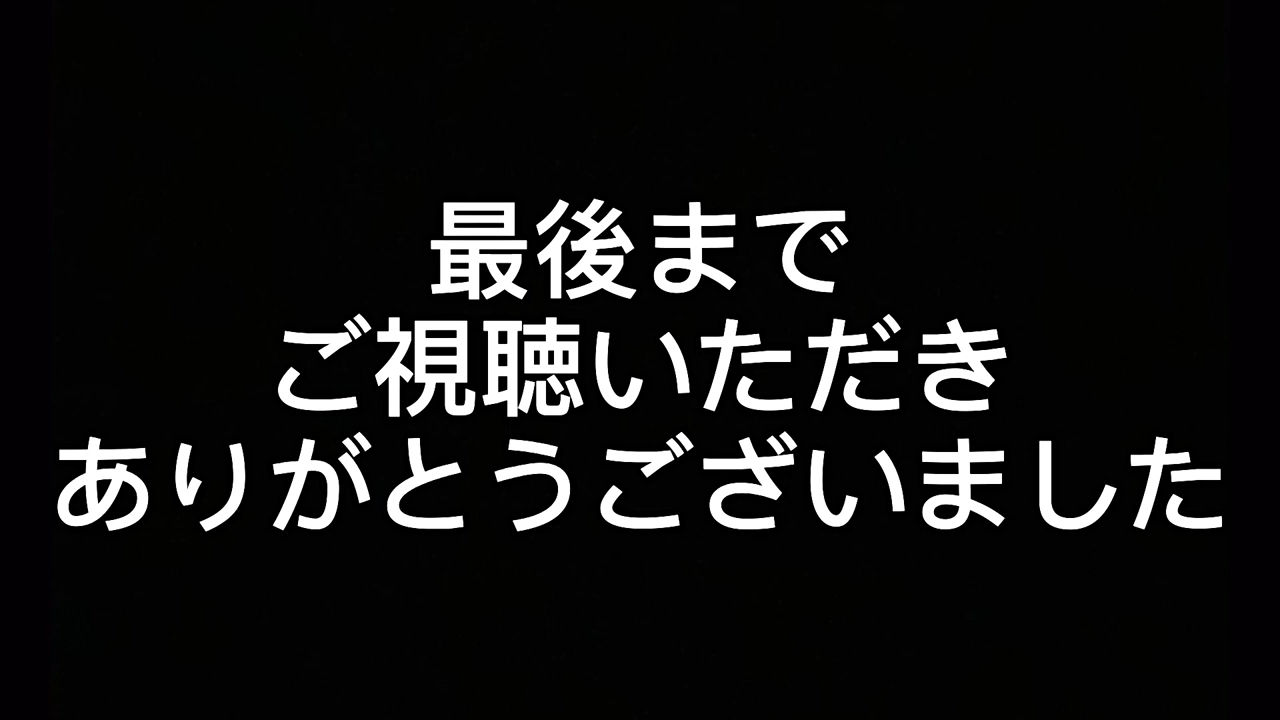 最後まで
ご視聴いただき
ありがとうございました